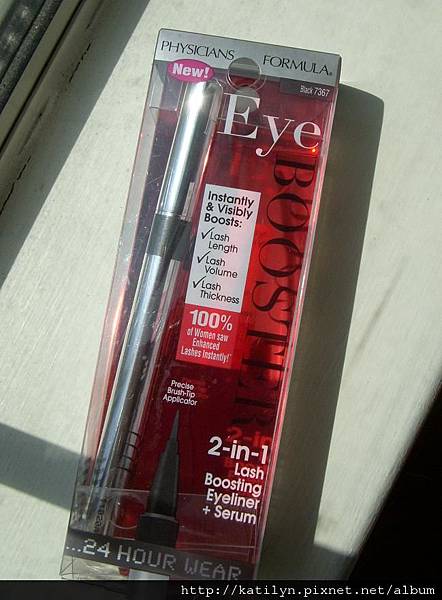 PHYSICIANS FORMULA®
New!
Black 7367
Eye
BOOSTER
Instantly
& Visibly
Boosts:
✓Lash
Length
✓Lash
Volume
✓Lash
Thickness
100%
of Women saw
Enhanced
Lashes Instantly!
Precise
Brush-Tip
Applicator
2-in-1
Lash
Boosting
Eyeliner
+ Serum
...24 HOUR WEAR
http://katilyn.pixnet.net/album